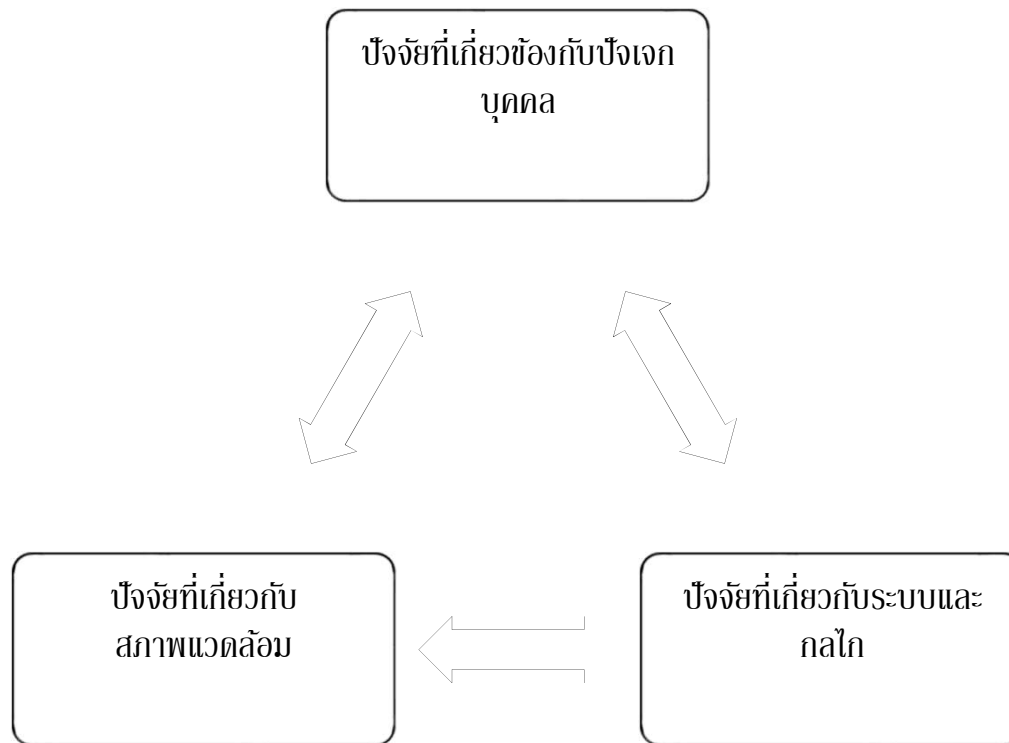 ปัจจัยที่เกี่ยวข้องกับปัจเจก
บุคคล
ปัจจัยที่เกี่ยวกับ
สภาพแวดล้อม
ปัจจัยที่เกี่ยวกับระบบและ
กลไก